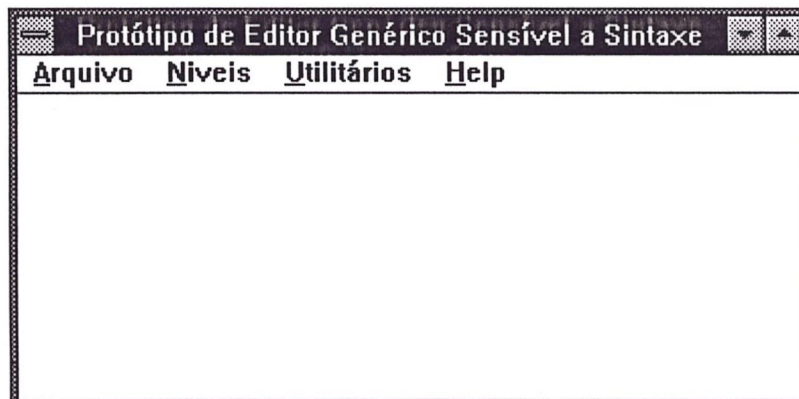 Protótipo de Editor Genérico Sensível a Sintaxe
Arquivo Niveis Utilitários Help